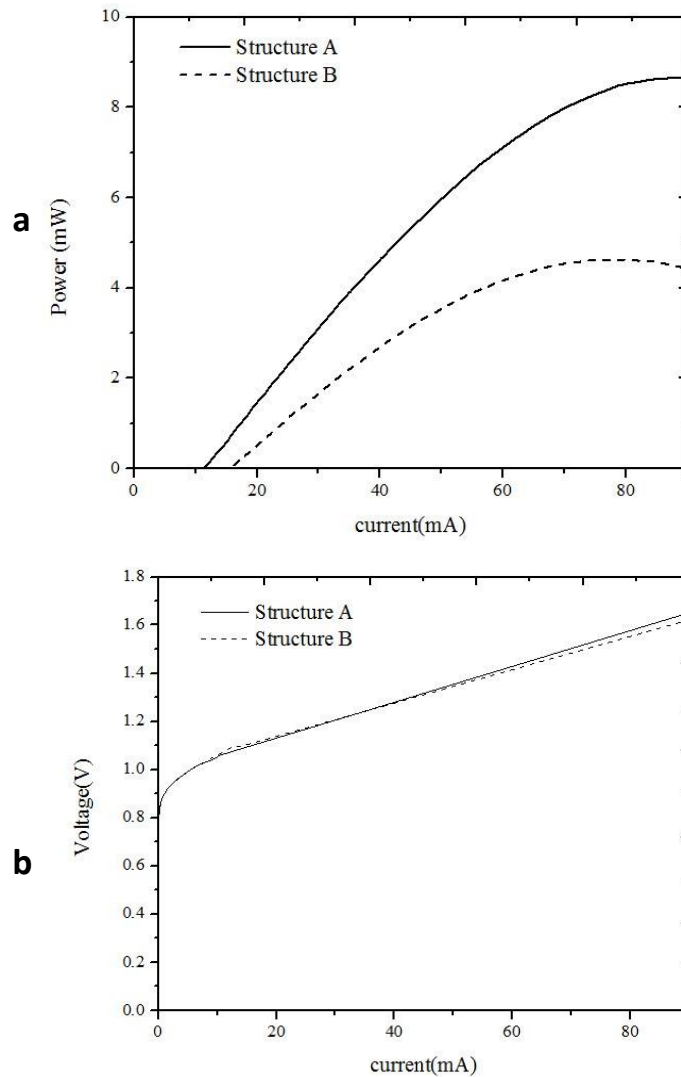 10
Structure A
Structure B
8
6
a
Power (mW)
4
2
0
0 20 40 60 80
current(mA)
1.8
Structure A
1.6
Structure B
1.4
1.2
1.0
Voltage(V)
0.8
b
0.6
0.4
0.2
0.0
0 20 40 60 80
current(mA)